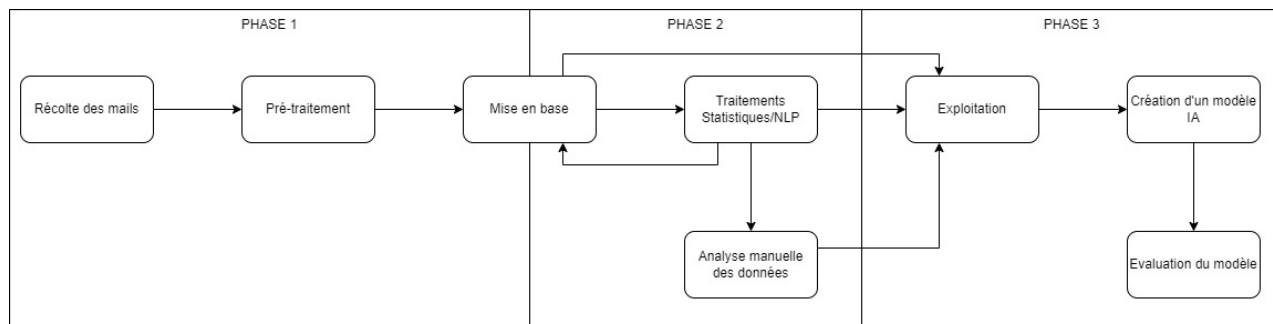 PHASE 1
PHASE 2
PHASE 3
Récolte des mails
Pré-traitement
Mise en base
Traitements
Statistiques/NLP
Exploitation
Création d'un modèle
IA
Analyse manuelle
des données
Evaluation du modèle